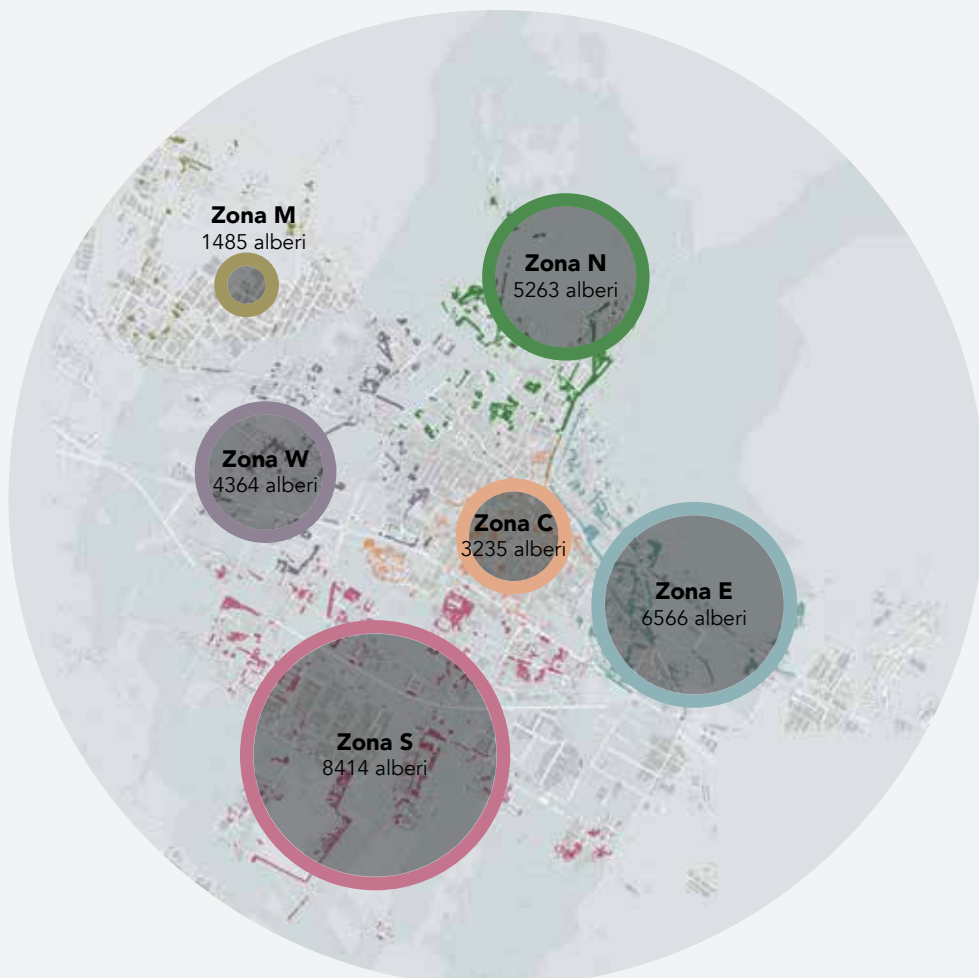 Zona M
1485 alberi
Zona N
5263 alberi
Zona W
4364 alberi
Zona C
3235 alberi
Zona E
6566 alberi
Zona S
8414 alberi